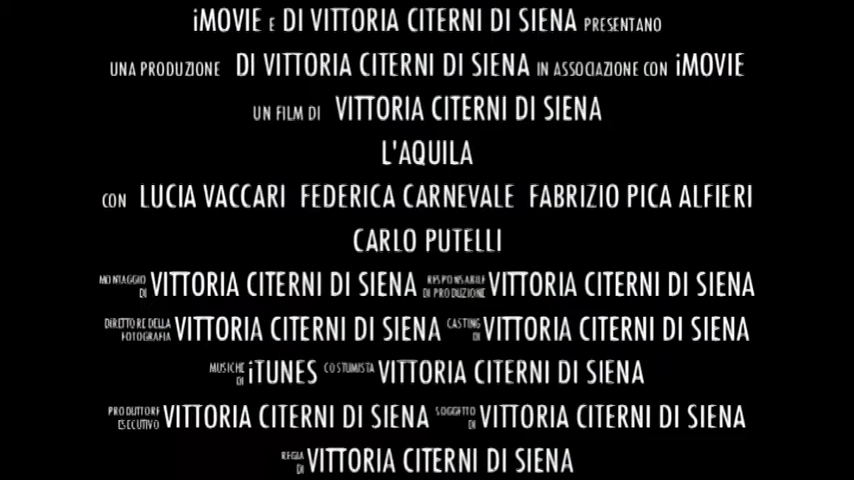 iMOVIE E DI VITTORIA CITERNI DI SIENA PRESENTANO
UNA PRODUZIONE DI VITTORIA CITERNI DI SIENA IN ASSOCIAZIONE CON iMOVIE
UN FILM DI VITTORIA CITERNI DI SIENA
L'AQUILA
CON LUCIA VACCARI FEDERICA CARNEVALE FABRIZIO PICA ALFIERI
CARLO PUTELLI
MONTAGGIO DI VITTORIA CITERNI DI SIENA RESPONSABILE DI PRODUZIONE VITTORIA CITERNI DI SIENA
DIRETTORE DELLA FOTOGRAFIA VITTORIA CITERNI DI SIENA CASTING DI VITTORIA CITERNI DI SIENA
MUSICHE DI iTUNES COSTUMISTA VITTORIA CITERNI DI SIENA
PRODUTTORE ESECUTIVO VITTORIA CITERNI DI SIENA SOGGETTO DI VITTORIA CITERNI DI SIENA
REGIA DI VITTORIA CITERNI DI SIENA